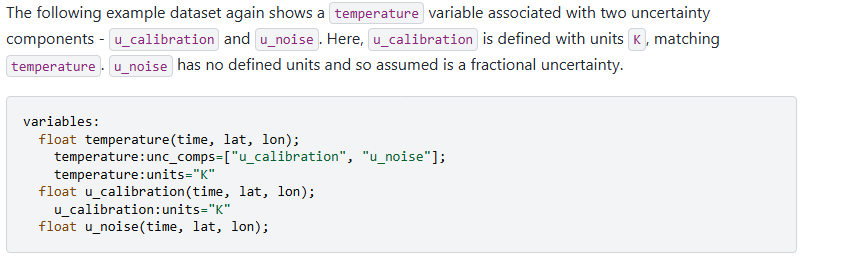 The following example dataset again shows a temperature variable associated with two uncertainty
components - u_calibration and u_noise. Here, u_calibration is defined with units K, matching
temperature. u_noise has no defined units and so assumed is a fractional uncertainty.
variables:
  float temperature(time, lat, lon);
    temperature:unc_comps=["u_calibration", "u_noise"];
    temperature:units="K"
  float u_calibration(time, lat, lon);
    u_calibration:units="K"
  float u_noise(time, lat, lon);